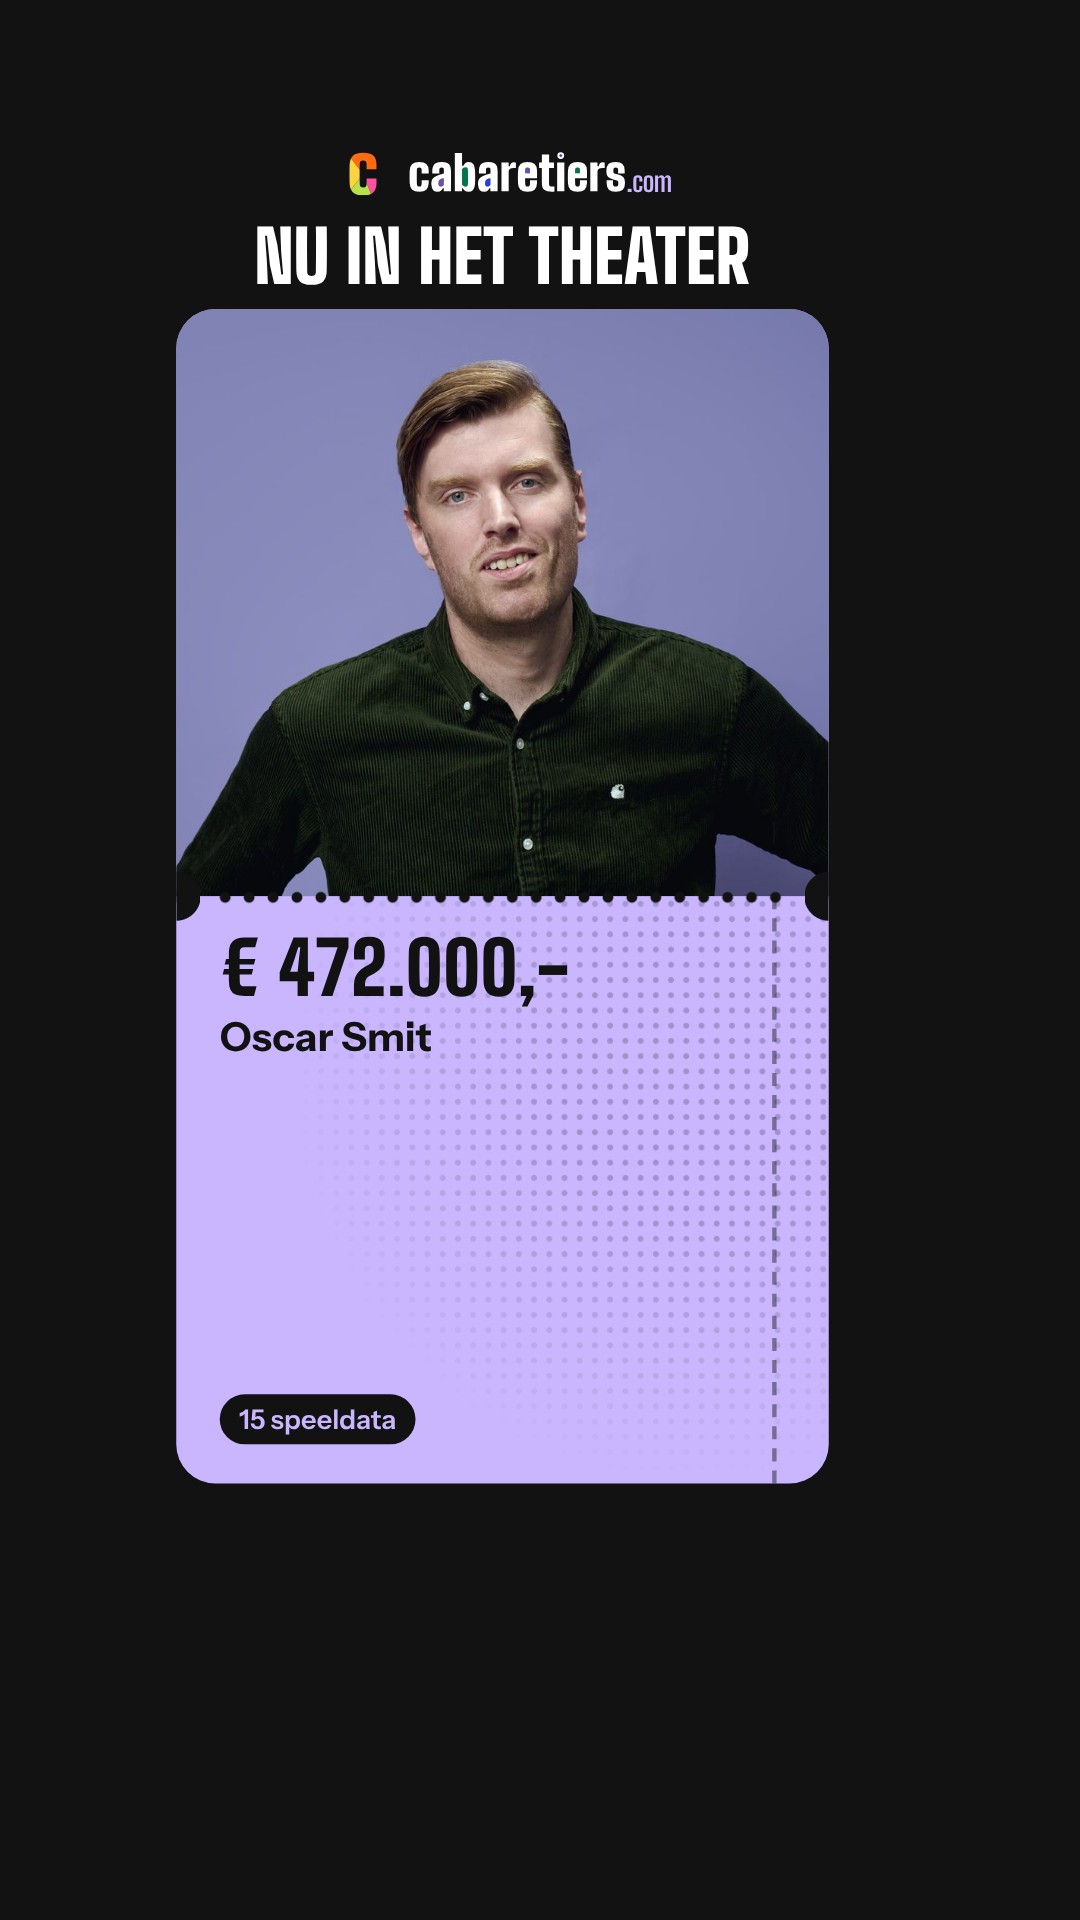 cabaretiers.com
NU IN HET THEATER
€ 472.000,-
Oscar Smit
15 speeldata